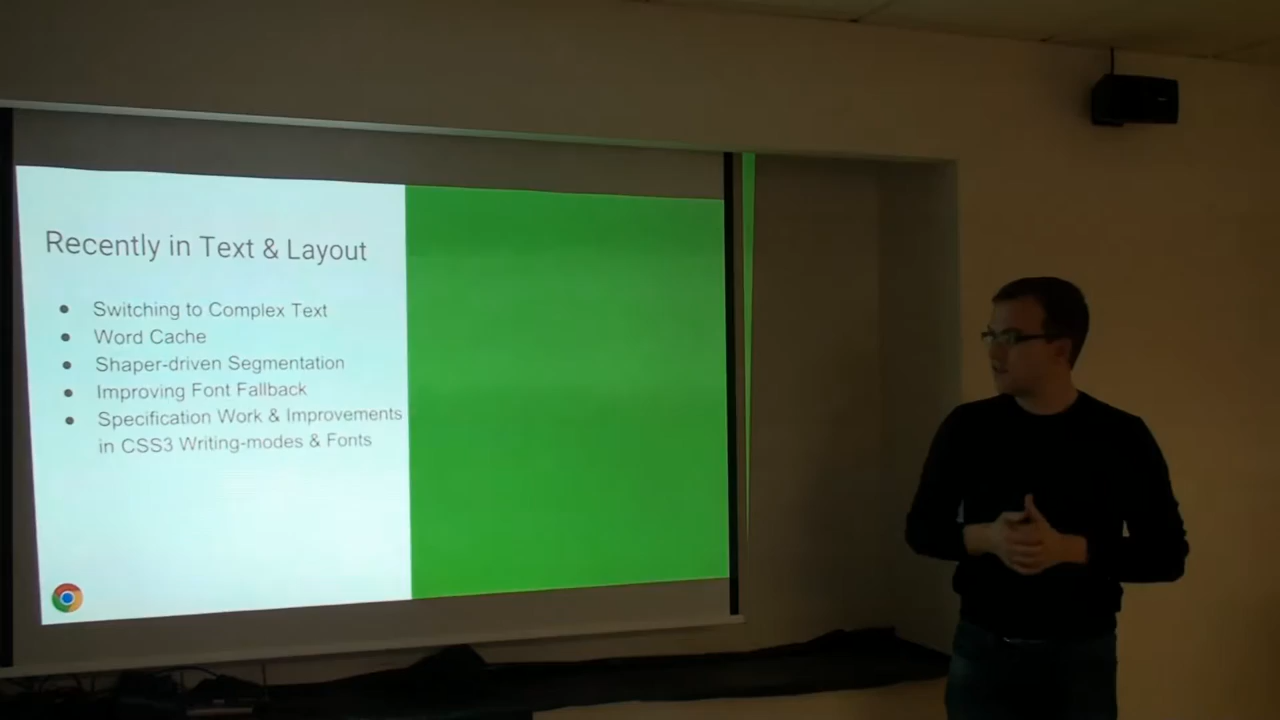 Recently in Text & Layout
● Switching to Complex Text
● Word Cache
● Shaper-driven Segmentation
● Improving Font Fallback
● Specification Work & Improvements
in CSS3 Writing-modes & Fonts